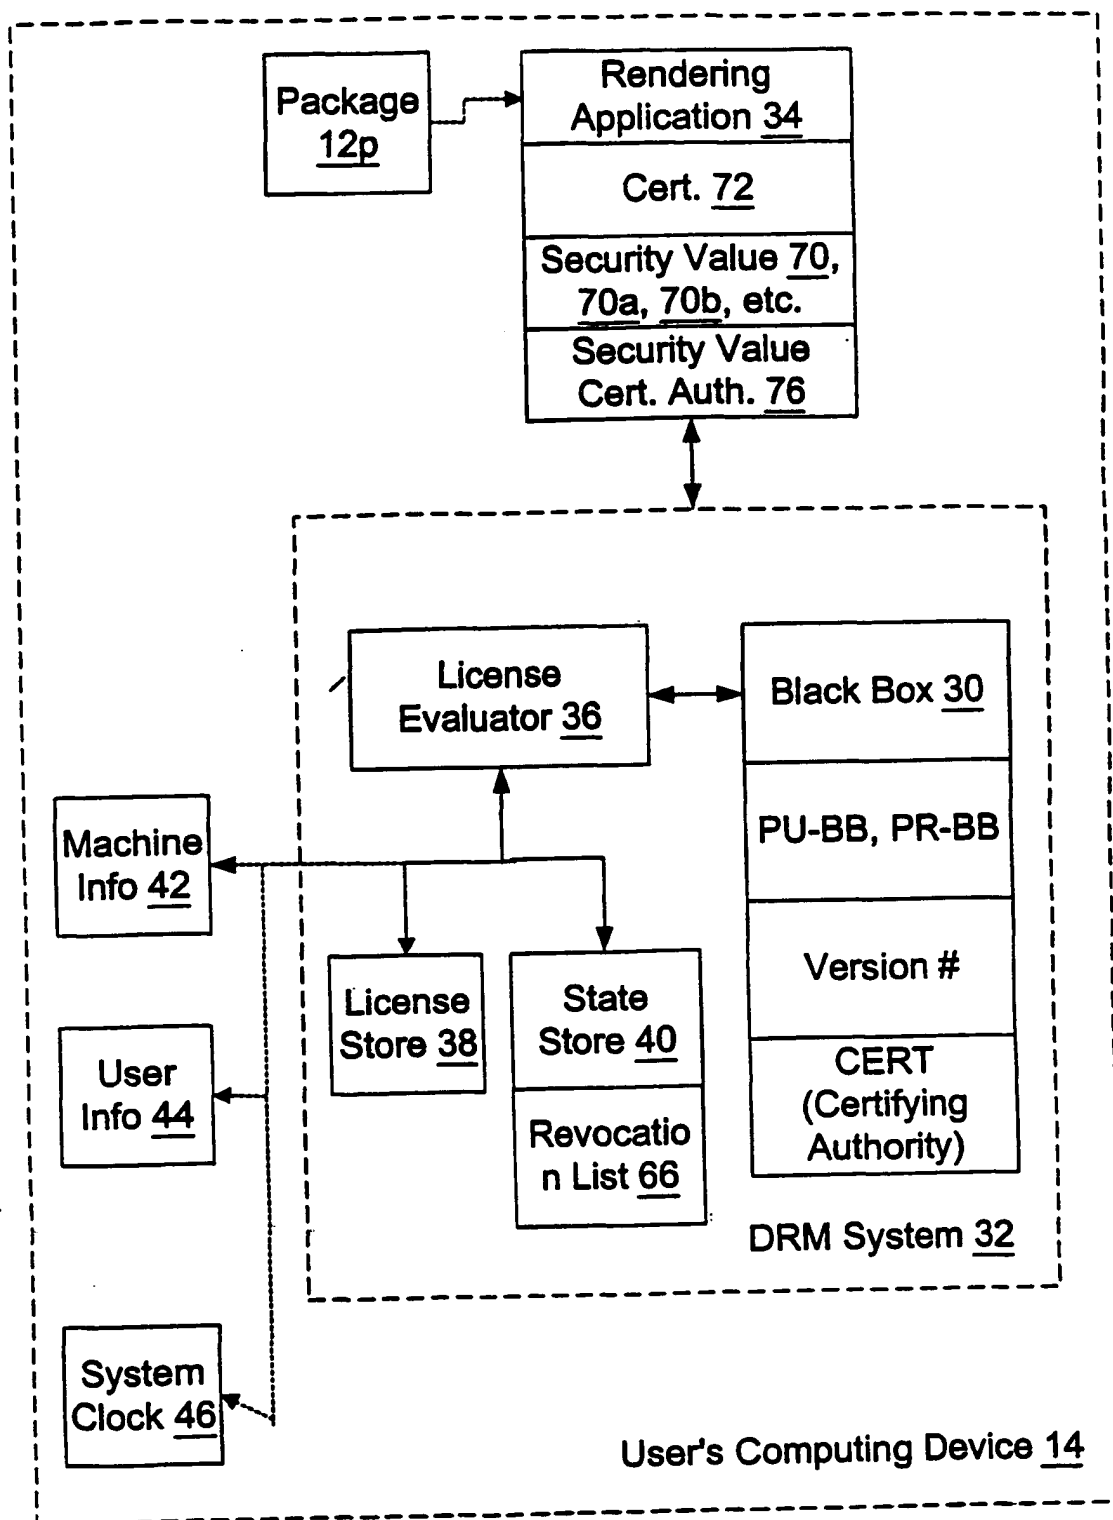 Package
12p
Rendering
Application 34
Cert. 72
Security Value 70,
70a, 70b, etc.
Security Value
Cert. Auth. 76
License
Evaluator 36
Black Box 30
PU-BB, PR-BB
Version #
CERT
(Certifying
Authority)
Machine
Info 42
License
Store 38
State
Store 40
Revocatio
n List 66
User
Info 44
DRM System 32
System
Clock 46
User's Computing Device 14